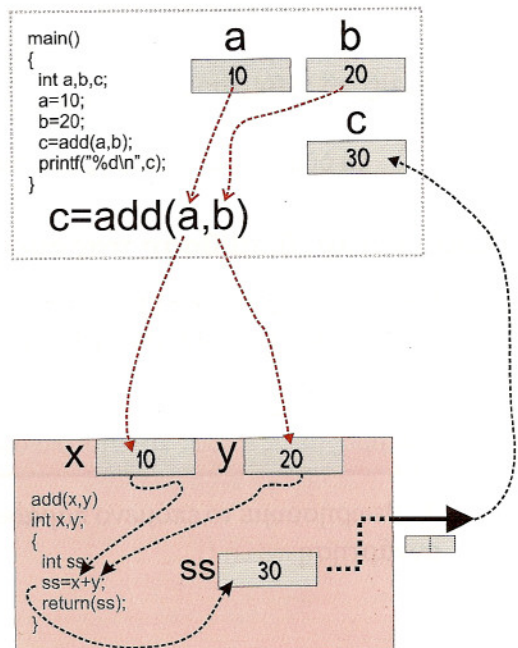 main()
{
int a,b,c;
a=10;
b=20;
c=add(a,b);
printf("%d\n",c);
}
a
10
b
20
c
30
c=add(a,b)
x
10
y
20
add(x,y)
int x,y;
{
int ss;
ss=x+y;
return(ss);
}
ss
30